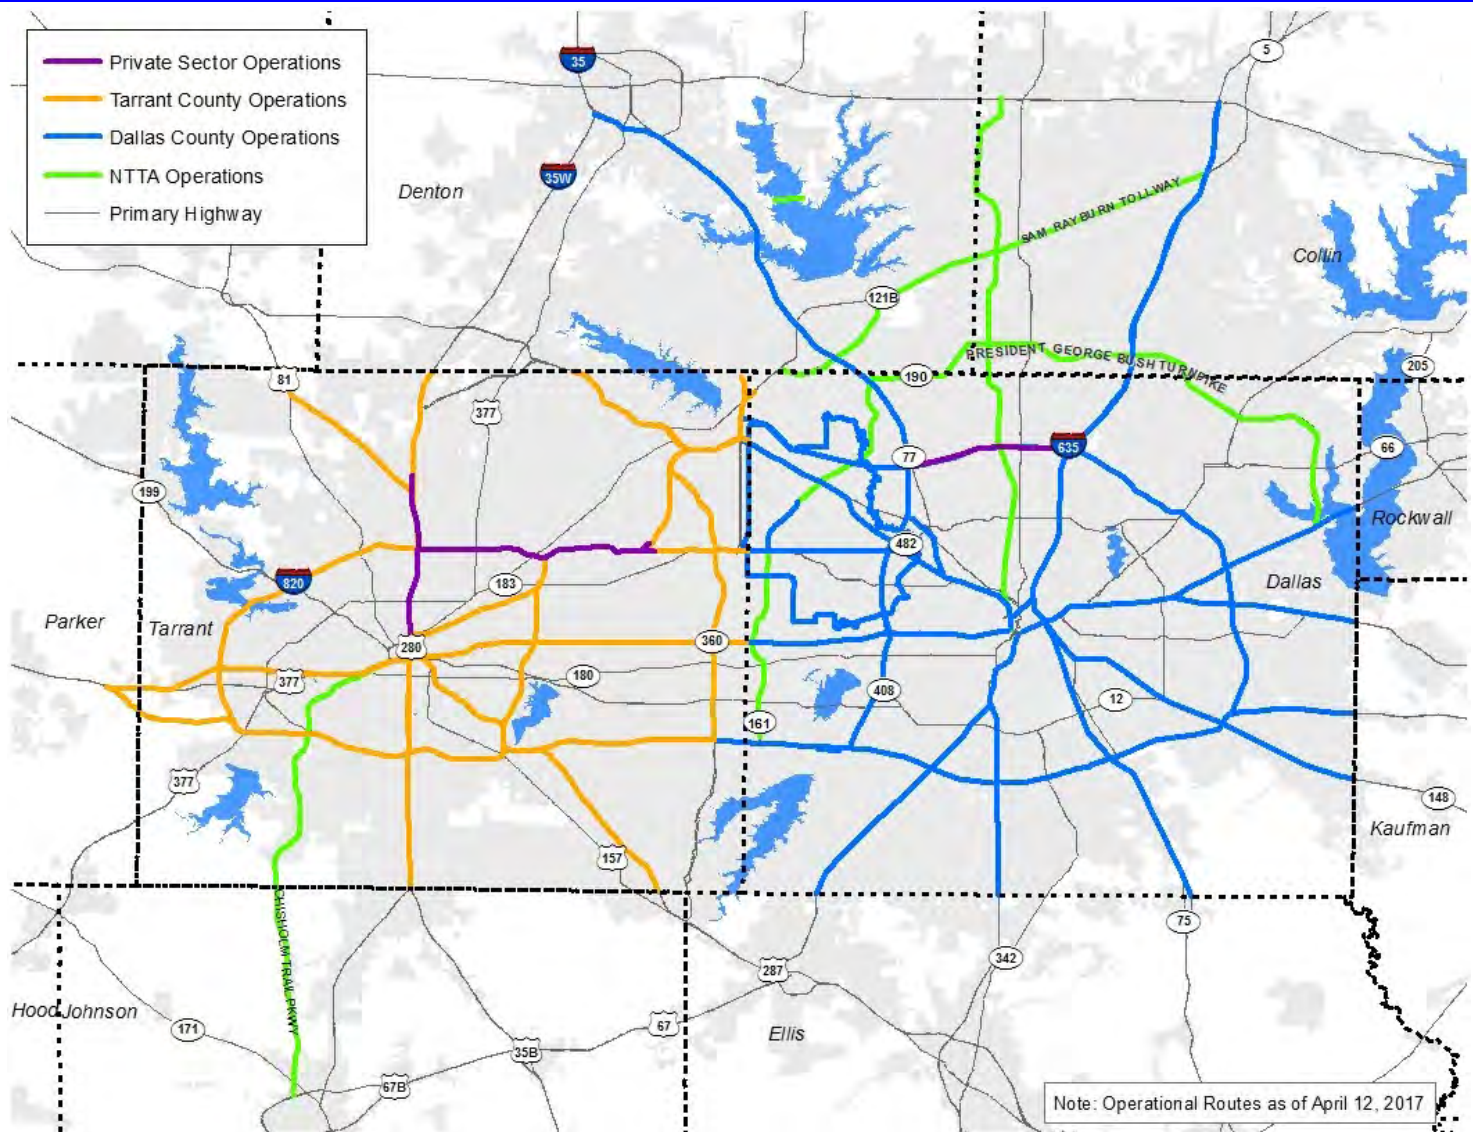 Private Sector Operations
Tarrant County Operations
Dallas County Operations
NTTA Operations
Primary Highway
35
5
35W
Denton
SAM RAYBURN TOLLWAY
Collin
121B
PRESIDENT GEORGE BUSH TURNPIKE
190
205
81
377
635
66
77
199
Rockwall
482
820
183
Dallas
Parker
Tarrant
280
360
377
180
408
12
161
377
148
157
Kaufman
CHISHOLM TRAIL PKWY
75
342
287
Hood
Johnson
171
67
Ellis
35B
67B
Note: Operational Routes as of April 12, 2017